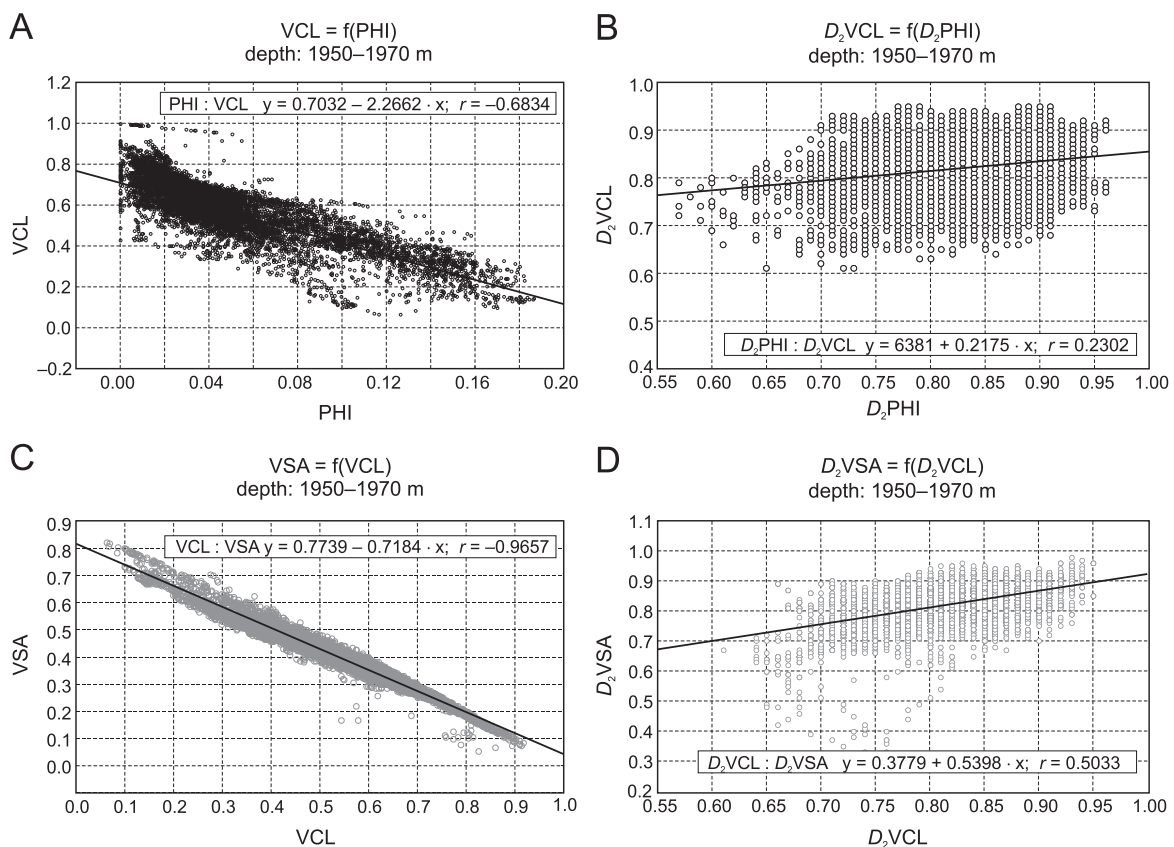 A
VCL = f(PHI)
depth: 1950–1970 m
PHI : VCL y = 0.7032 – 2.2662 · x; r = –0.6834
1.2
1.0
0.8
0.6
0.4
0.2
0.0
–0.2
VCL
0.00 0.04 0.08 0.12 0.16 0.20
PHI
B
D₂VCL = f(D₂PHI)
depth: 1950–1970 m
1.0
0.9
0.8
0.7
0.6
0.5
0.4
D₂VCL
D₂PHI : D₂VCL y = 6381 + 0.2175 · x; r = 0.2302
0.55 0.60 0.65 0.70 0.75 0.80 0.85 0.90 0.95 1.00
D₂PHI
C
VSA = f(VCL)
depth: 1950–1970 m
VCL : VSA y = 0.7739 – 0.7184 · x; r = –0.9657
0.9
0.8
0.7
0.6
0.5
0.4
0.3
0.2
0.1
0.0
VSA
0.0 0.1 0.2 0.3 0.4 0.5 0.6 0.7 0.8 0.9 1.0
VCL
D
D₂VSA = f(D₂VCL)
depth: 1950–1970 m
1.1
1.0
0.9
0.8
0.7
0.6
0.5
0.4
0.3
0.2
D₂VSA
D₂VCL : D₂VSA y = 0.3779 + 0.5398 · x; r = 0.5033
0.55 0.60 0.65 0.70 0.75 0.80 0.85 0.90 0.95 1.00
D₂VCL